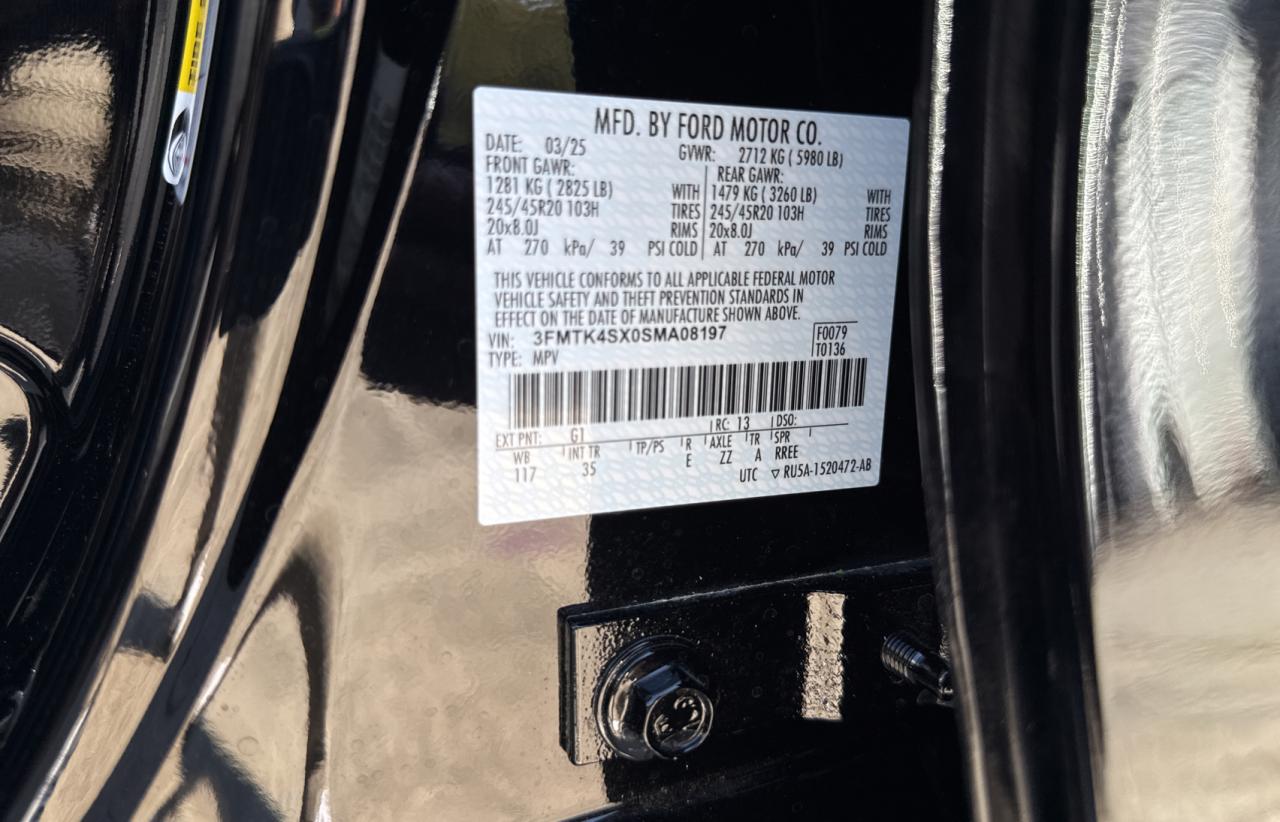 TIRE
MFD. BY FORD MOTOR CO.
DATE: 03/25 GVWR: 2712 KG ( 5980 LB)
FRONT GAWR: REAR GAWR:
1281 KG ( 2825 LB) WITH 1479 KG ( 3260 LB) WITH
245/45R20 103H TIRES 245/45R20 103H TIRES
20x8.0J RIMS 20x8.0J RIMS
AT 270 kPa/ 39 PSI COLD AT 270 kPa/ 39 PSI COLD
THIS VEHICLE CONFORMS TO ALL APPLICABLE FEDERAL MOTOR
VEHICLE SAFETY AND THEFT PREVENTION STANDARDS IN
EFFECT ON THE DATE OF MANUFACTURE SHOWN ABOVE.
VIN: 3FMTK4SX0SMA08197 F0079
TYPE: MPV T0136
EXT PNT: G1 RC: 13 DSO:
WB INT TR TP/PS R AXLE TR SPR
117 35 E ZZ A RREE
UTC ▽ RU5A-1520472-AB